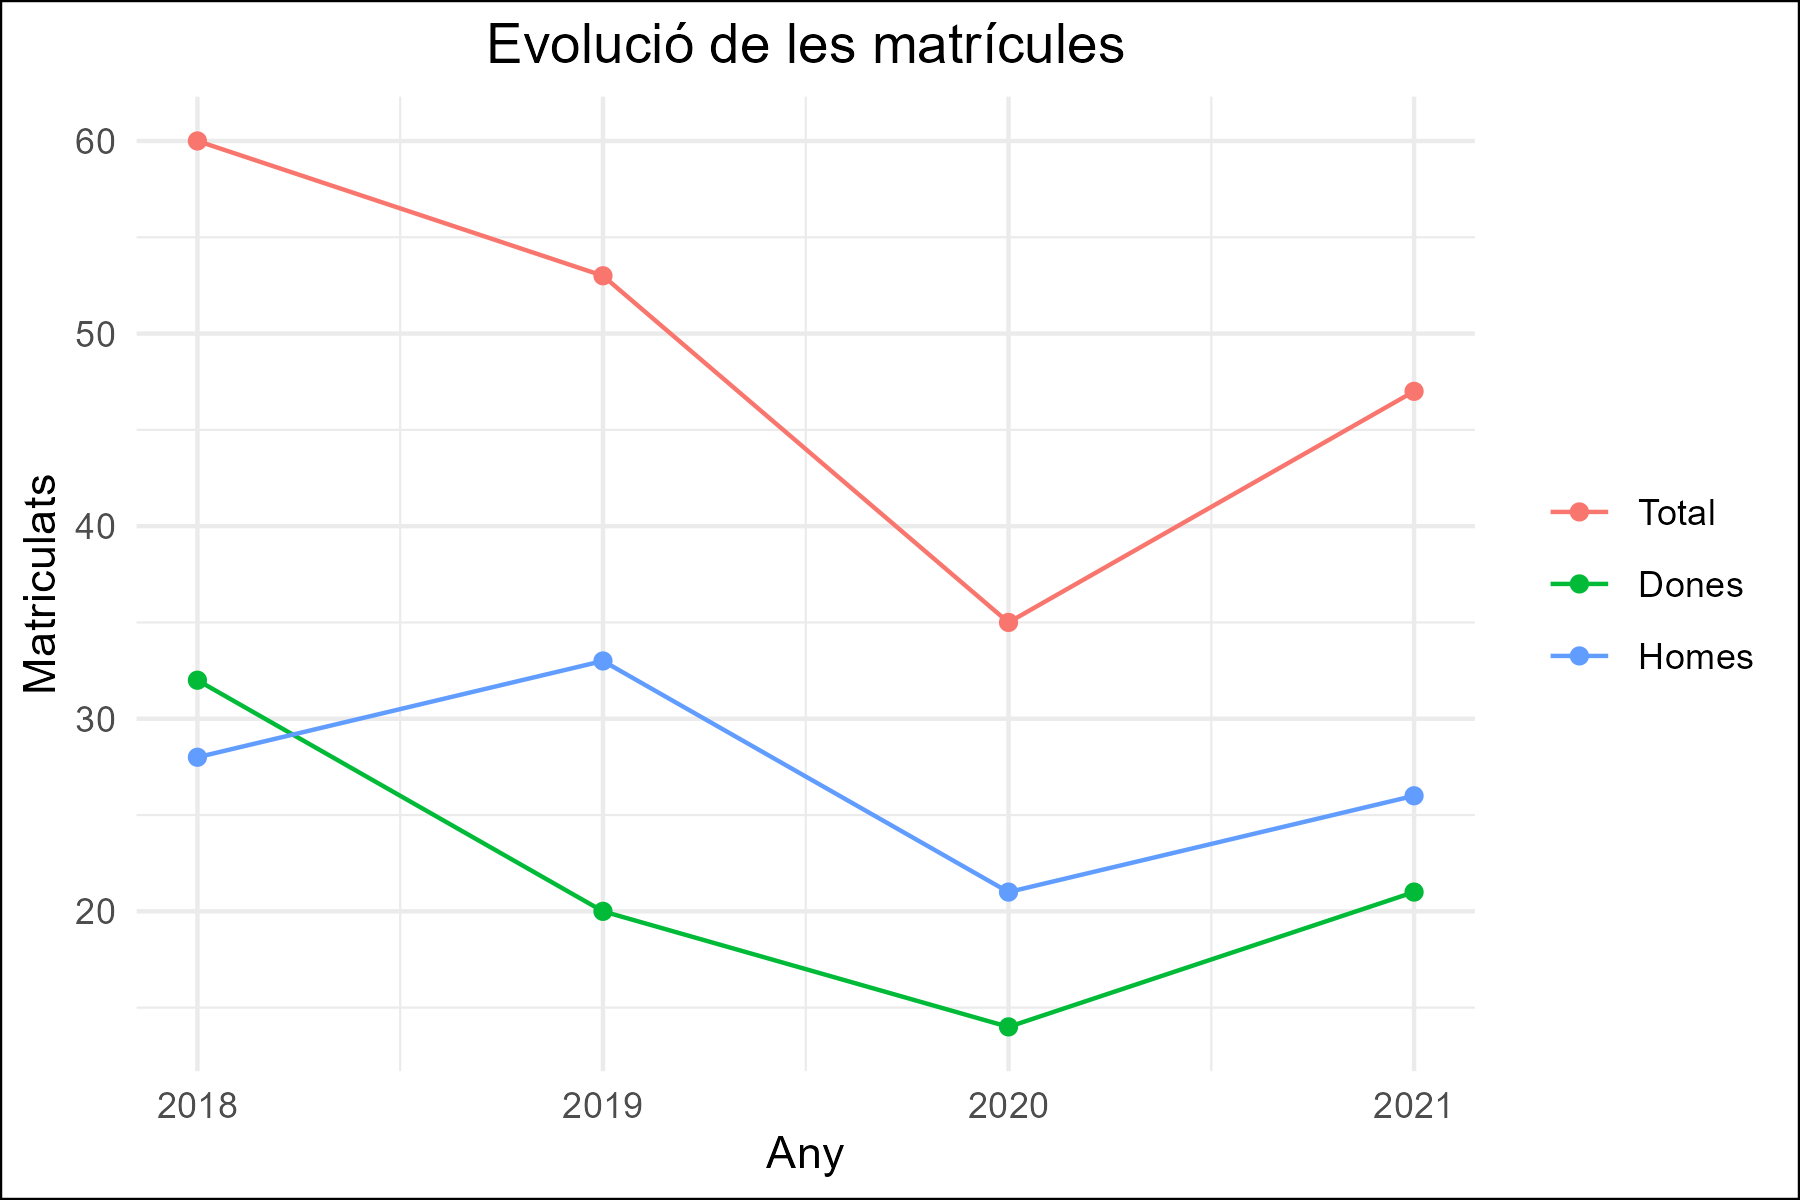 Evolució de les matrícules
60
50
40
30
20
Matriculats
2018 2019 2020 2021
Any
Total
Dones
Homes